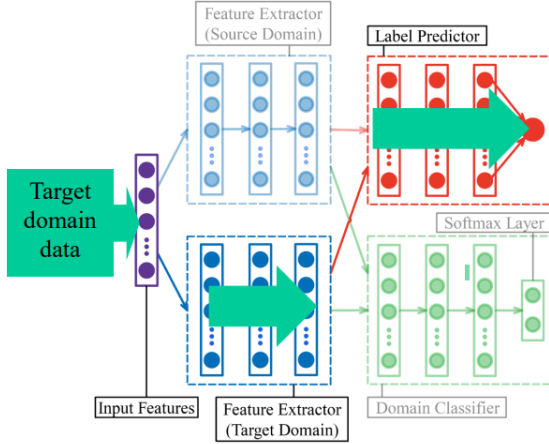 Feature Extractor
(Source Domain)
Label Predictor
Target
domain
data
Softmax Layer
Input Features
Feature Extractor
(Target Domain)
Domain Classifier